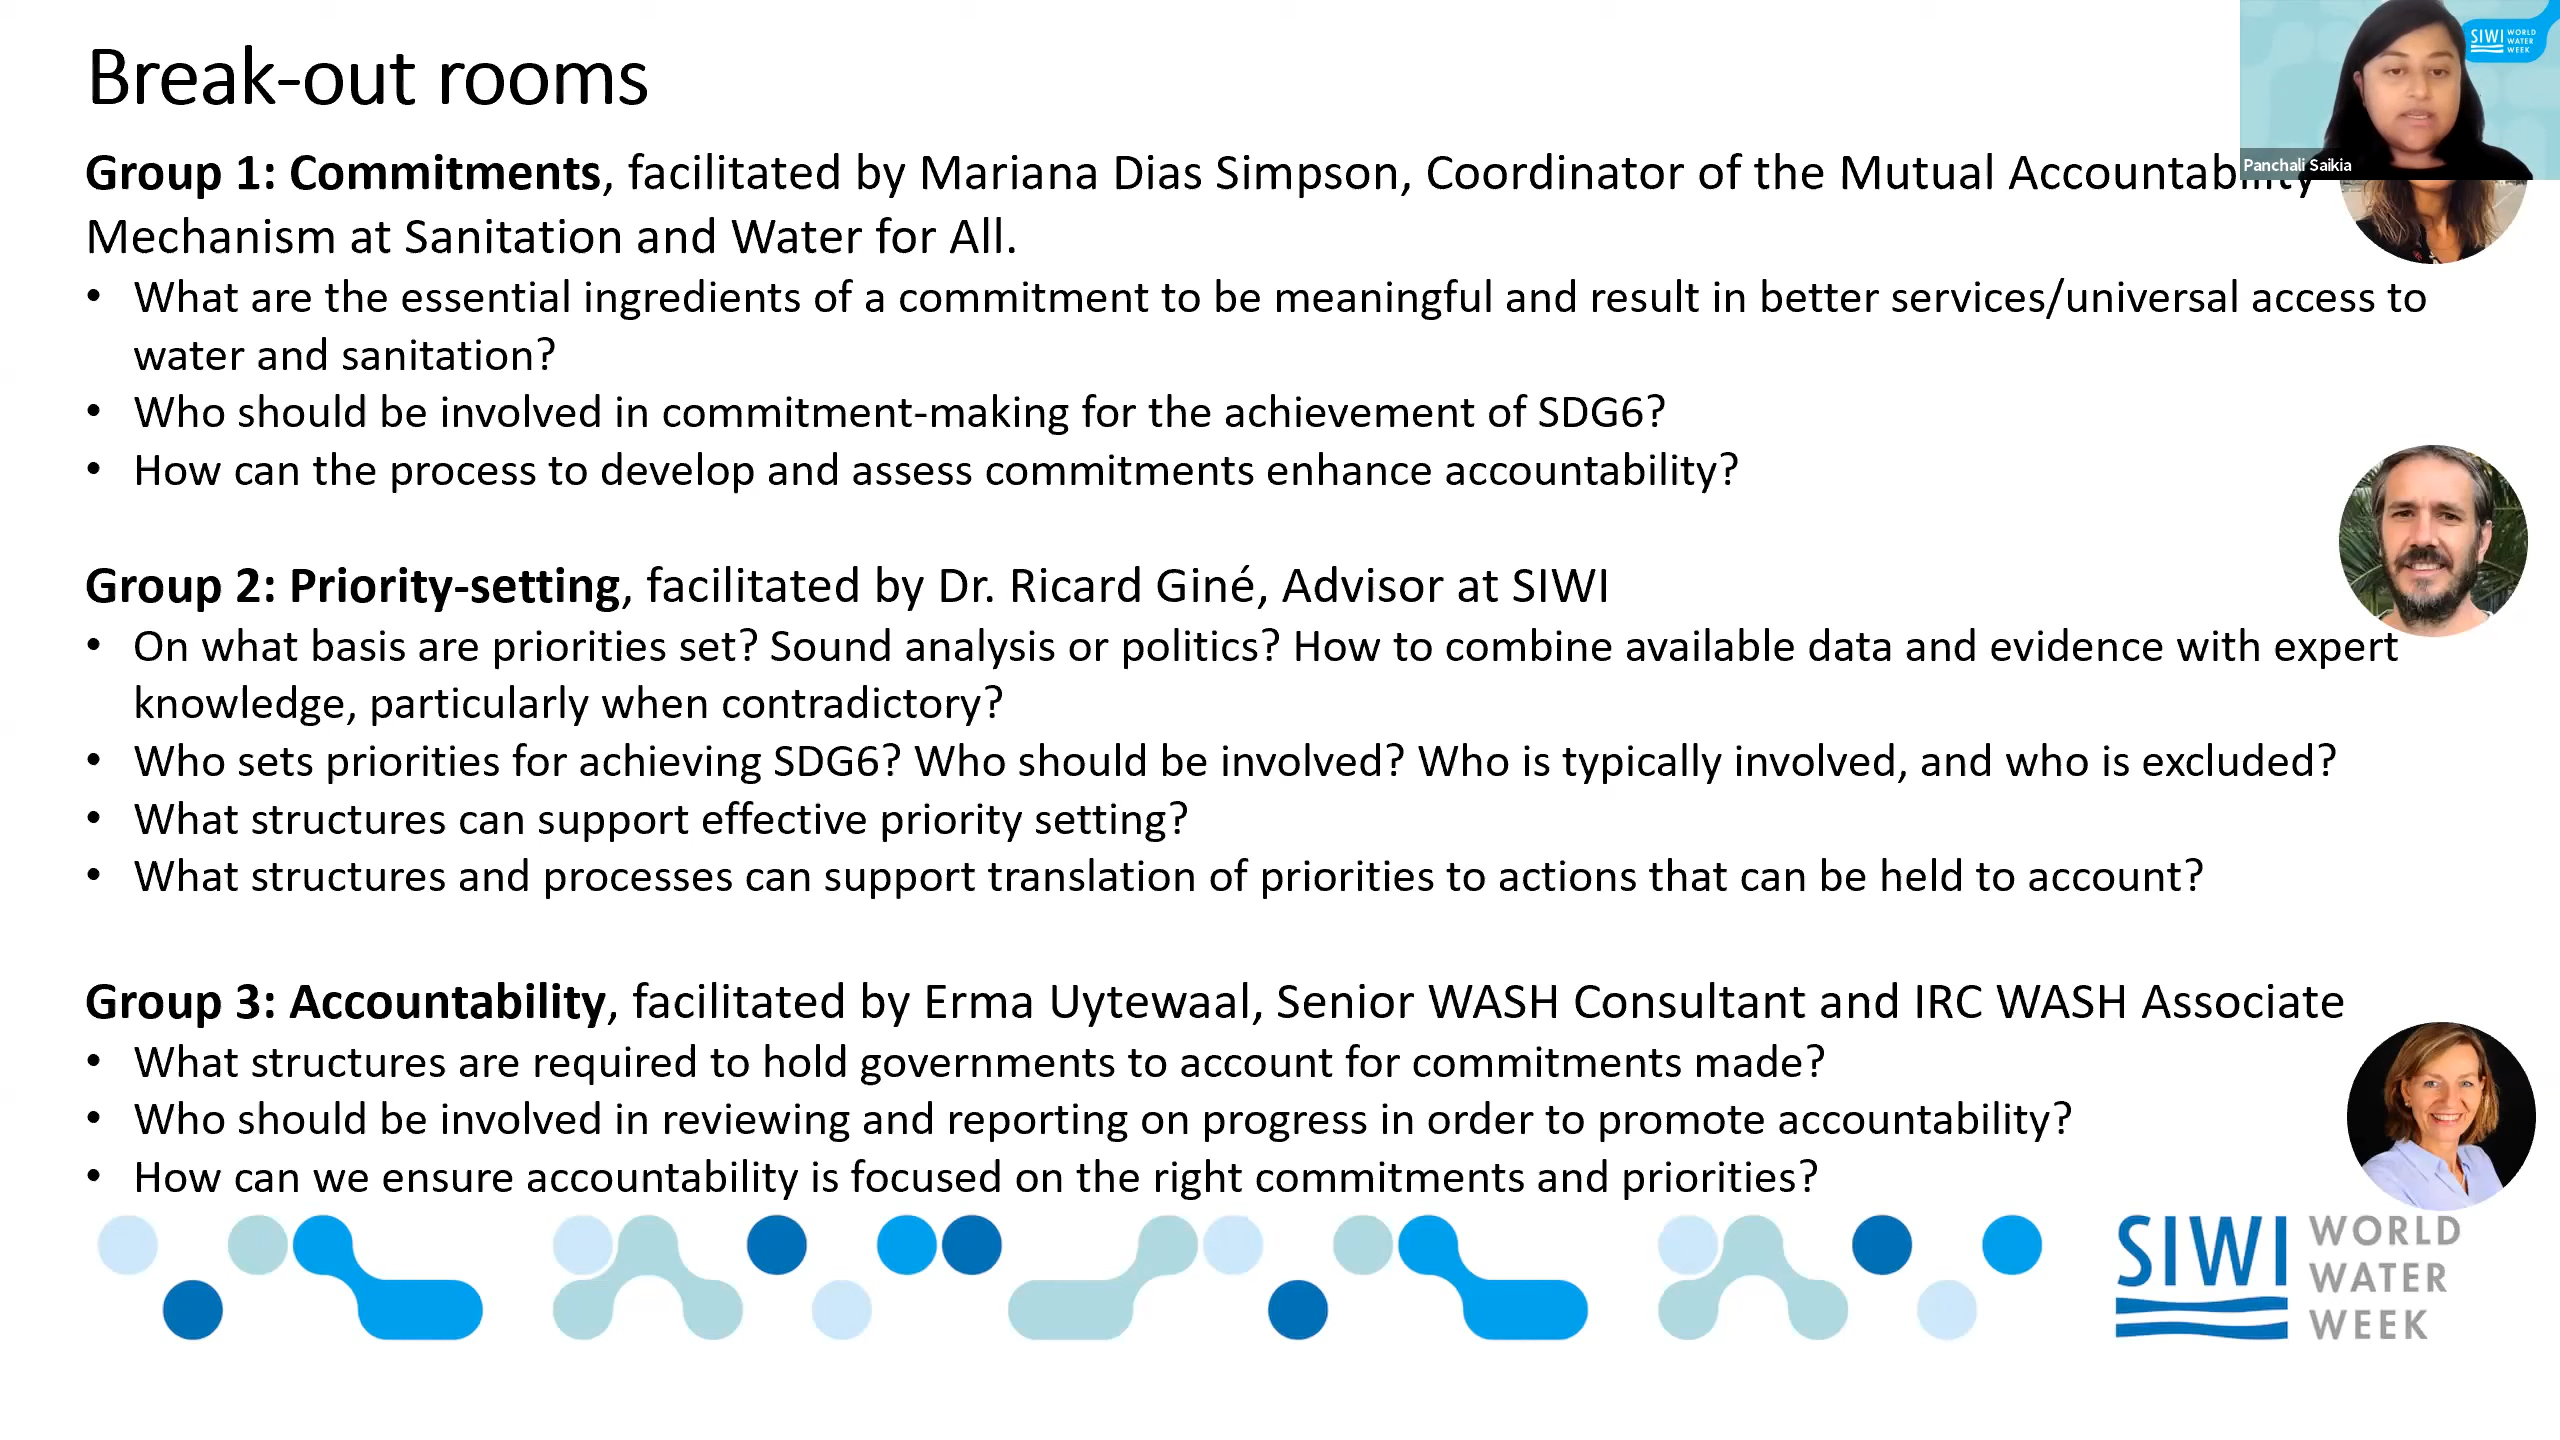 Break-out rooms
SIWI WORLD WATER WEEK
Panchali Saikia
Group 1: Commitments, facilitated by Mariana Dias Simpson, Coordinator of the Mutual Accountability
Mechanism at Sanitation and Water for All.
• What are the essential ingredients of a commitment to be meaningful and result in better services/universal access to
water and sanitation?
• Who should be involved in commitment-making for the achievement of SDG6?
• How can the process to develop and assess commitments enhance accountability?
Group 2: Priority-setting, facilitated by Dr. Ricard Giné, Advisor at SIWI
• On what basis are priorities set? Sound analysis or politics? How to combine available data and evidence with expert
knowledge, particularly when contradictory?
• Who sets priorities for achieving SDG6? Who should be involved? Who is typically involved, and who is excluded?
• What structures can support effective priority setting?
• What structures and processes can support translation of priorities to actions that can be held to account?
Group 3: Accountability, facilitated by Erma Uytewaal, Senior WASH Consultant and IRC WASH Associate
• What structures are required to hold governments to account for commitments made?
• Who should be involved in reviewing and reporting on progress in order to promote accountability?
• How can we ensure accountability is focused on the right commitments and priorities?
SIWI
WORLD
WATER
WEEK